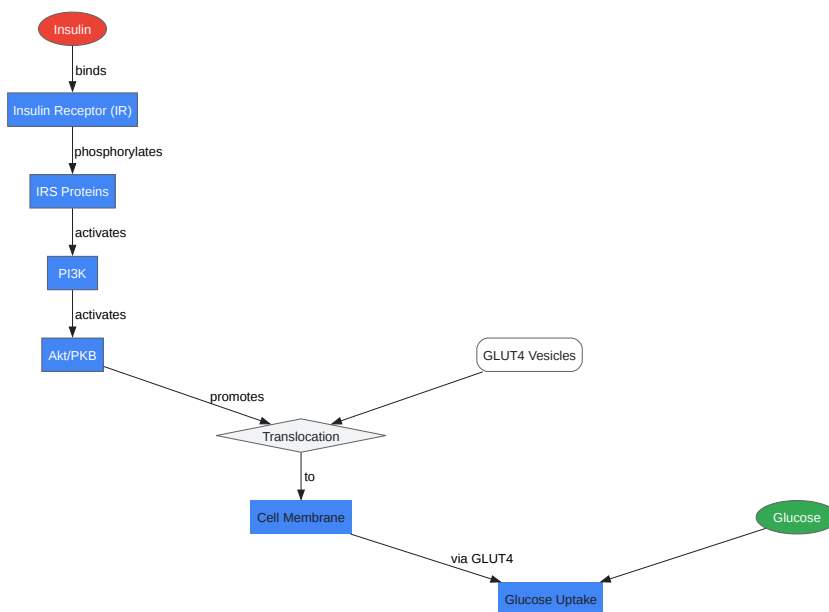 Insulin
binds
Insulin Receptor (IR)
phosphorylates
IRS Proteins
activates
PI3K
activates
Akt/PKB
GLUT4 Vesicles
promotes
Translocation
to
Cell Membrane
Glucose
via GLUT4
Glucose Uptake